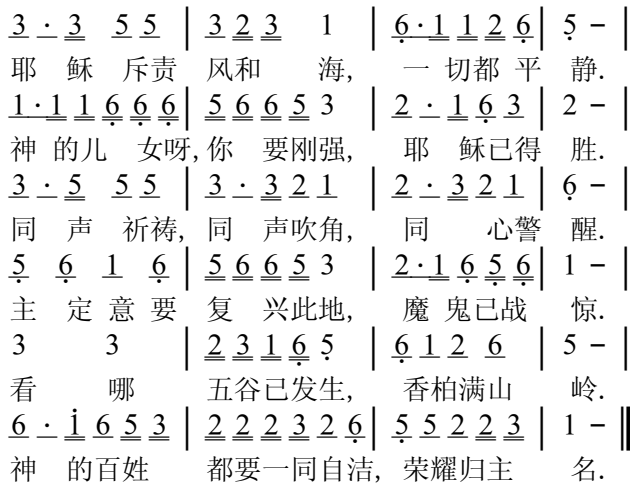 3 · 3 5 5 | 3 2 3 1 | 6 · 1 1 2 6 | 5 – |
耶 稣 斥责 风和 海, 一 切都 平 静.
1 · 1 1 6 6 6 | 5 6 6 5 3 | 2 · 1 6 3 | 2 – |
神 的儿 女呀, 你 要刚强, 耶 稣已得 胜.
3 · 5 5 5 | 3 · 3 2 1 | 2 · 3 2 1 | 6 – |
同 声 祈祷, 同 声吹角, 同 心警 醒.
5 6 1 6 | 5 6 6 5 3 | 2 · 1 6 5 6 | 1 – |
主 定 意 要 复 兴此地, 魔 鬼已战 惊.
3 3 | 2 3 1 6 5 | 6 1 2 6 | 5 – |
看 哪 五谷已发生, 香柏满山 岭.
6 · 1 6 5 3 | 2 2 2 3 2 6 | 5 5 2 2 3 | 1 – ‖
神 的百姓 都要一同自洁, 荣耀归主 名.